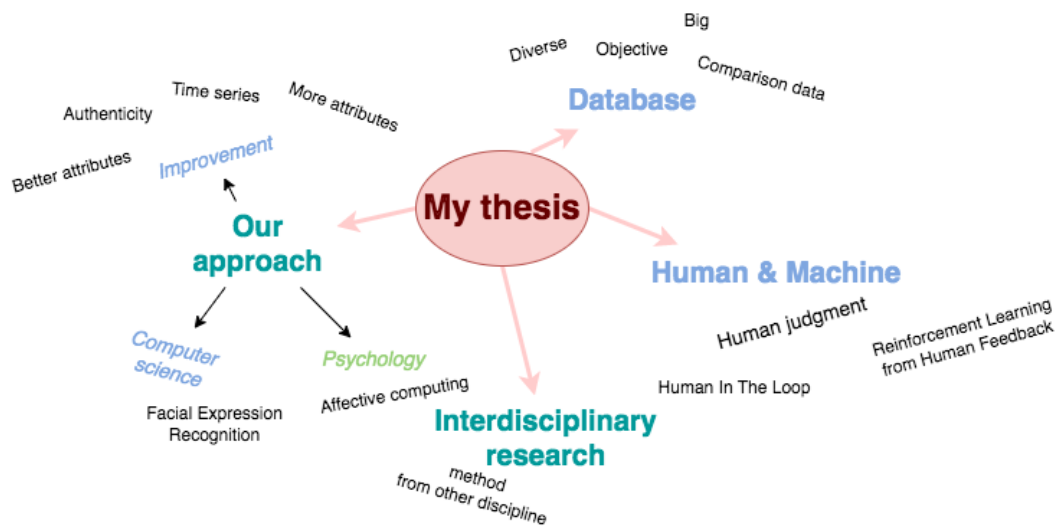 Big
Diverse
Objective
Comparison data
Database
Time series
More attributes
Authenticity
Better attributes
Improvement
My thesis
Our
approach
Human & Machine
Human judgment
Reinforcement Learning
from Human Feedback
Human In The Loop
Computer
science
Psychology
Facial Expression
Recognition
Affective computing
Interdisciplinary
research
method
from other discipline